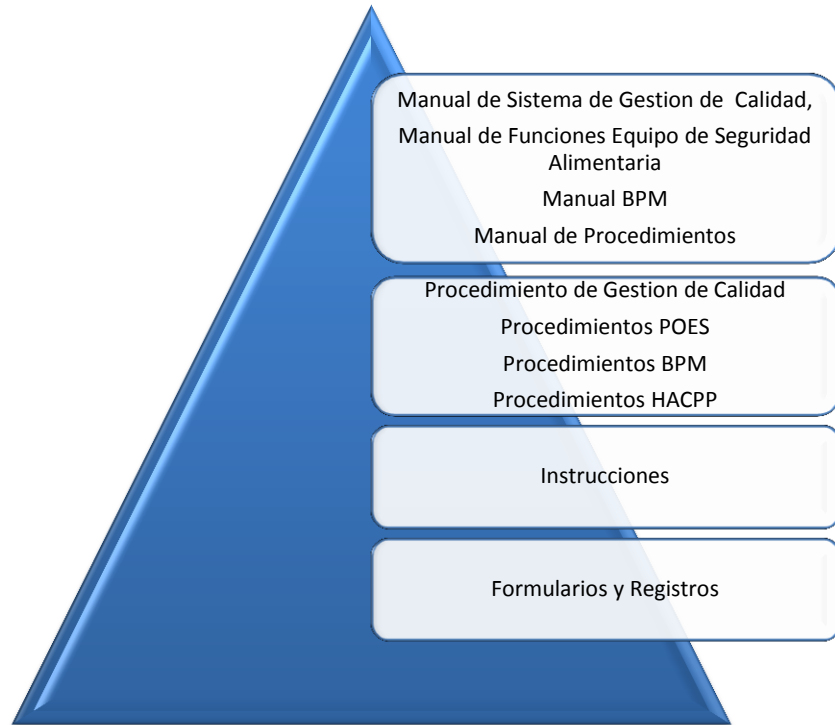 Manual de Sistema de Gestion de Calidad,
Manual de Funciones Equipo de Seguridad
Alimentaria
Manual BPM
Manual de Procedimientos
Procedimiento de Gestion de Calidad
Procedimientos POES
Procedimientos BPM
Procedimientos HACPP
Instrucciones
Formularios y Registros